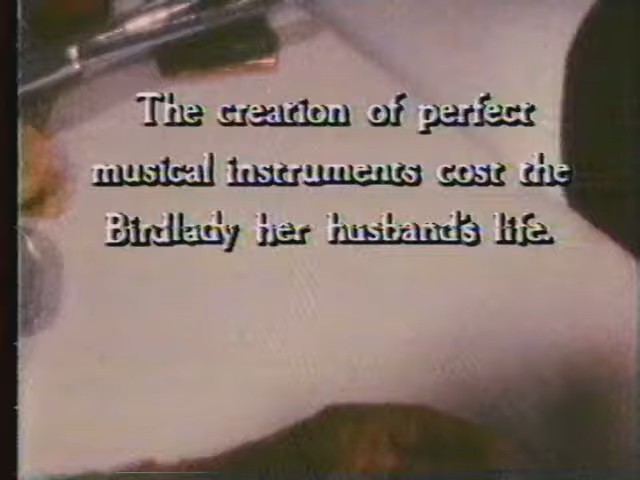 The creation of perfect
musical instruments cost the
Birdlady her husband's life.